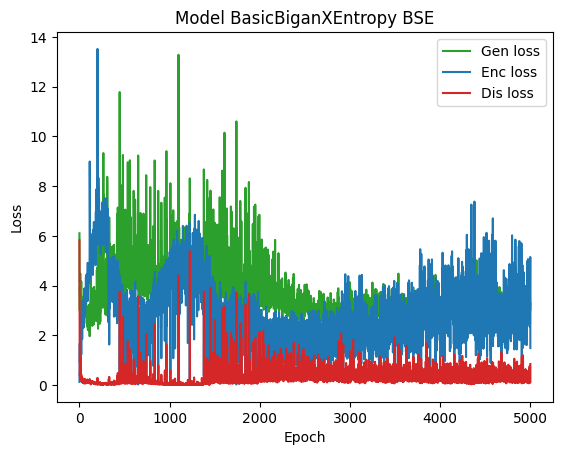 Model BasicBiganXEntropy BSE
14
12
10
8
6
4
2
0
Loss
Gen loss
Enc loss
Dis loss
0 1000 2000 3000 4000 5000
Epoch